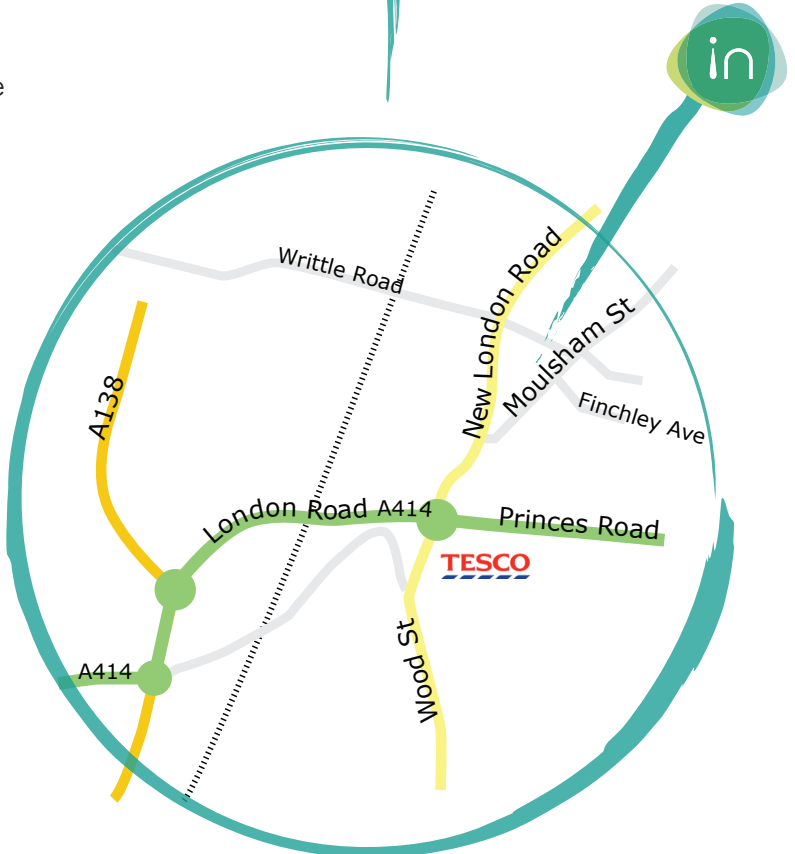 e
in
Writtle Road
New London Road
Moulsham St
A138
Finchley Ave
London Road A414
Princes Road
TESCO
Wood St
A414